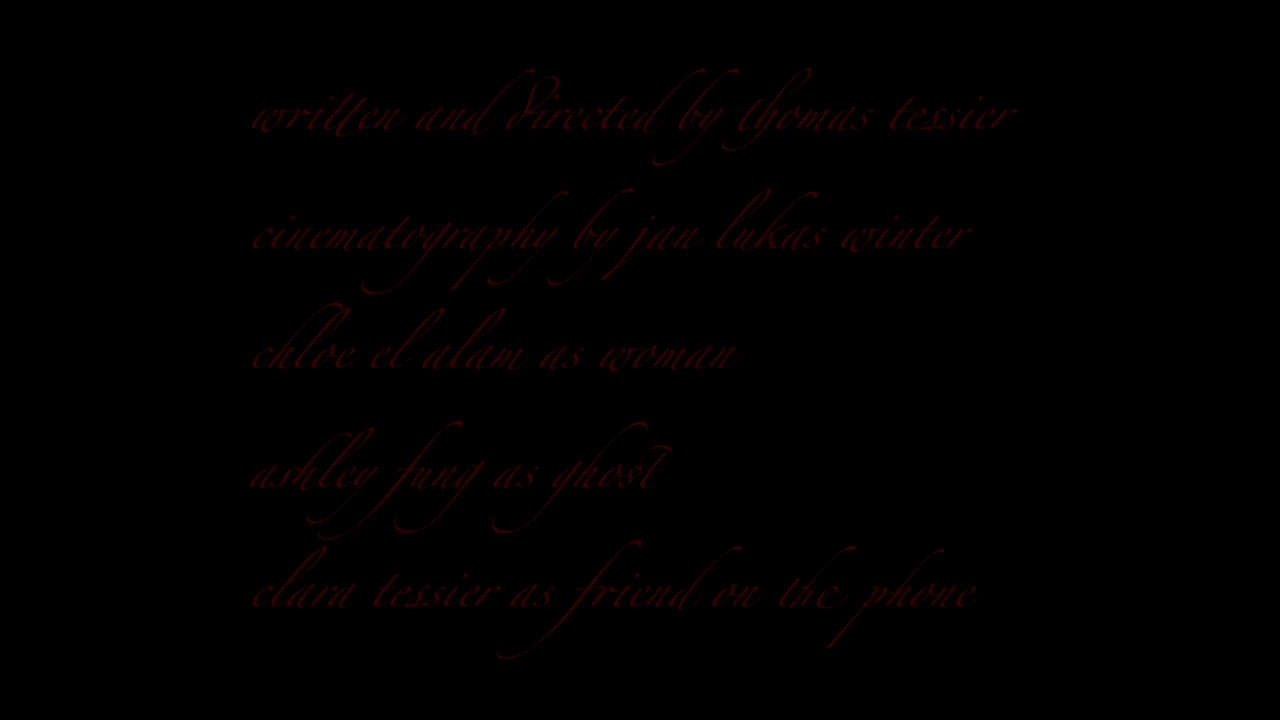 written and directed by thomas tessier
cinematography by jan lukas winter
chloe el alam as woman
ashley fung as ghost
clara tessier as friend on the phone